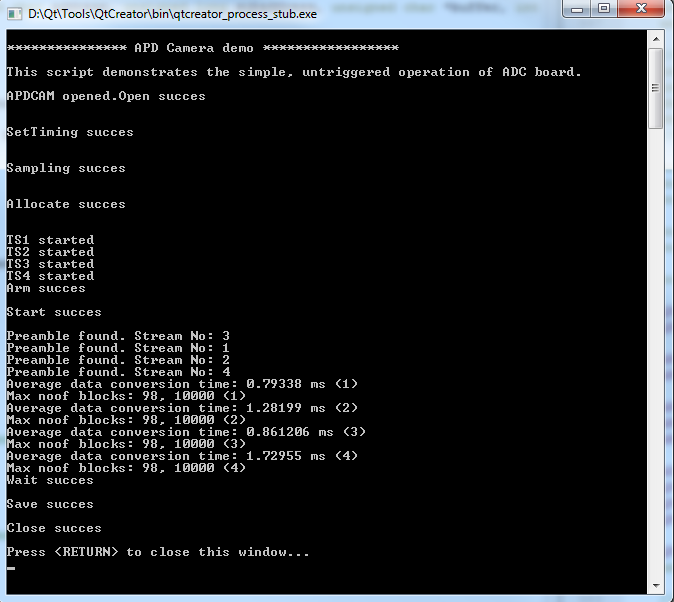 D:\Qt\Tools\QtCreator\bin\qtcreator_process_stub.exe
*************** APD Camera demo *****************
This script demonstrates the simple, untriggered operation of ADC board.
APDCAM opened.Open succes
SetTiming succes
Sampling succes
Allocate succes
TS1 started
TS2 started
TS3 started
TS4 started
Arm succes
Start succes
Preamble found. Stream No: 3
Preamble found. Stream No: 1
Preamble found. Stream No: 2
Preamble found. Stream No: 4
Average data conversion time: 0.79338 ms (1)
Max noof blocks: 98, 10000 (1)
Average data conversion time: 1.28199 ms (2)
Max noof blocks: 98, 10000 (2)
Average data conversion time: 0.861206 ms (3)
Max noof blocks: 98, 10000 (3)
Average data conversion time: 1.72955 ms (4)
Max noof blocks: 98, 10000 (4)
Wait succes
Save succes
Close succes
Press <RETURN> to close this window...